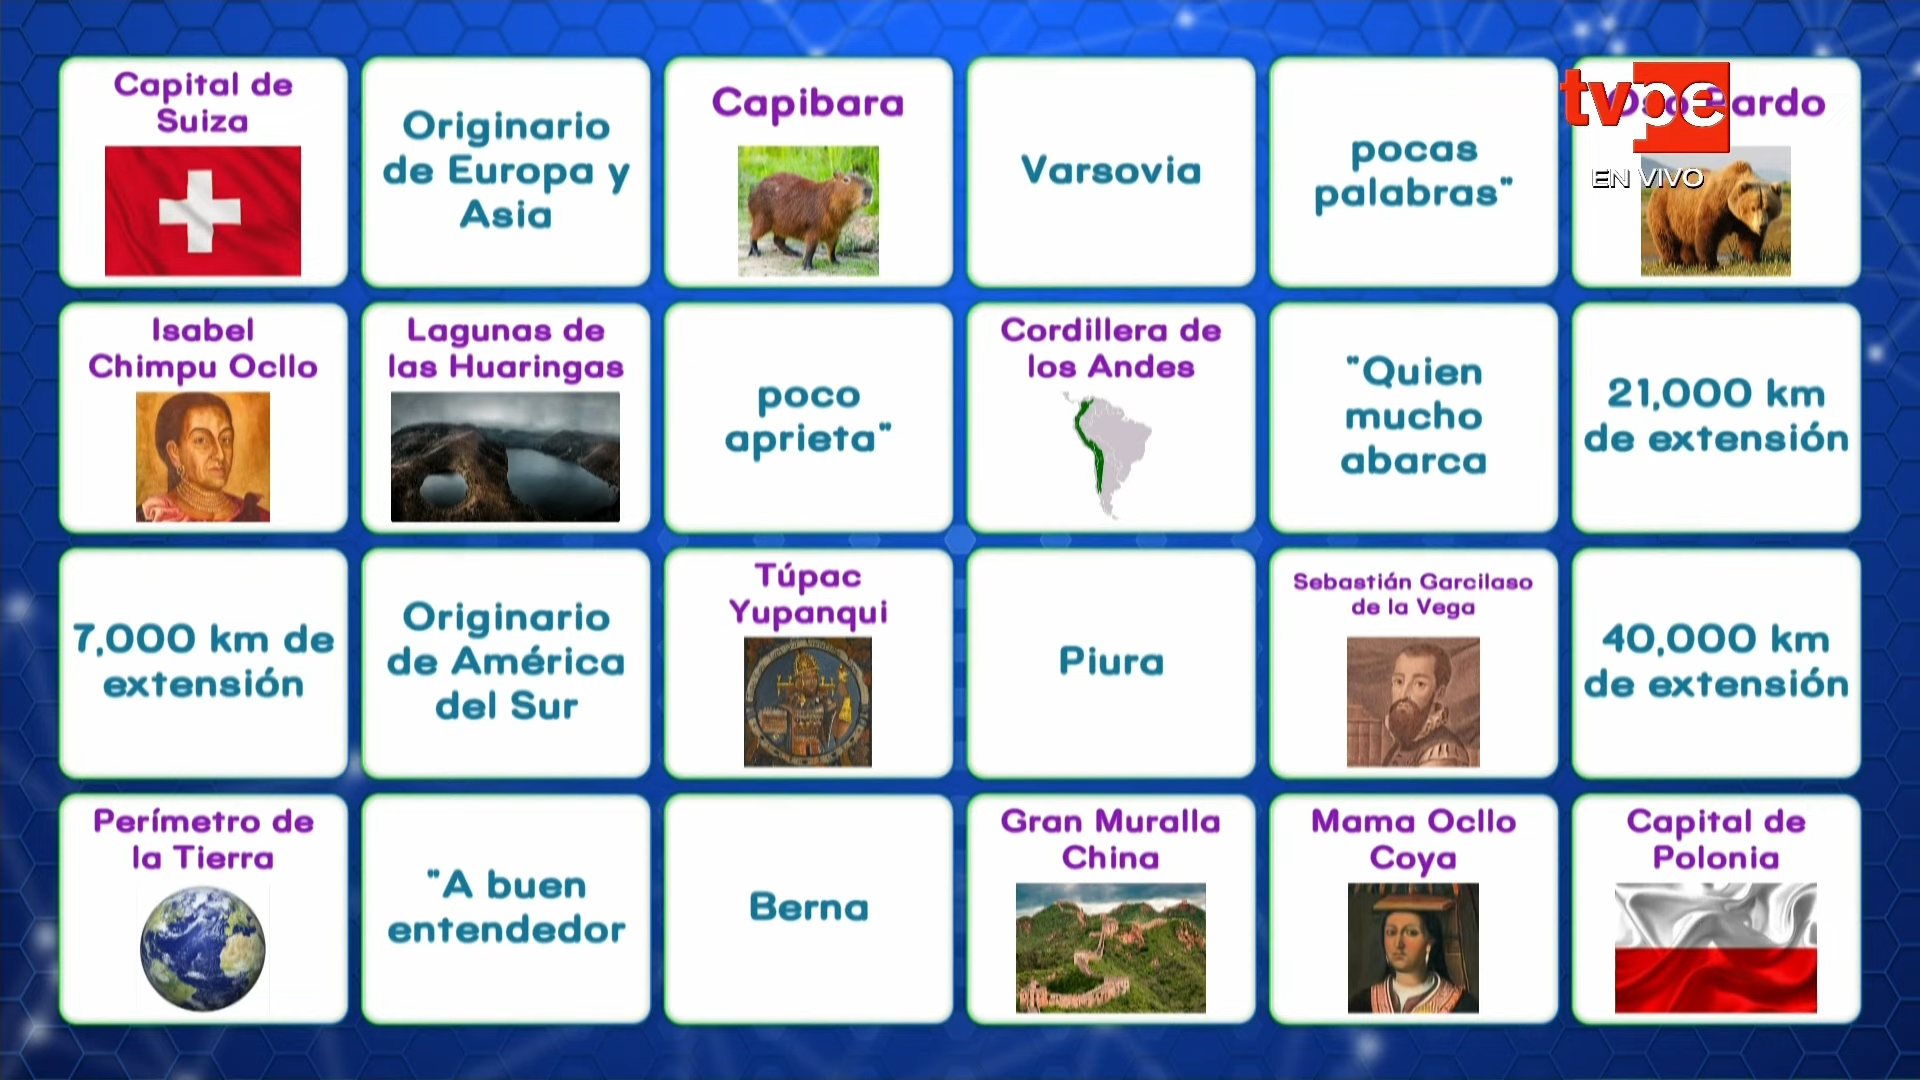 Capital de
Suiza
Originario
de Europa y
Asia
Capibara
Varsovia
pocas
palabras"
Oso Pardo
tvpe
EN VIVO
Isabel
Chimpu Ocllo
Lagunas de
las Huaringas
poco
aprieta"
Cordillera de
los Andes
"Quien
mucho
abarca
21,000 km
de extensión
7,000 km de
extensión
Originario
de América
del Sur
Túpac
Yupanqui
Piura
Sebastián Garcilaso
de la Vega
40,000 km
de extensión
Perímetro de
la Tierra
"A buen
entendedor
Berna
Gran Muralla
China
Mama Ocllo
Coya
Capital de
Polonia